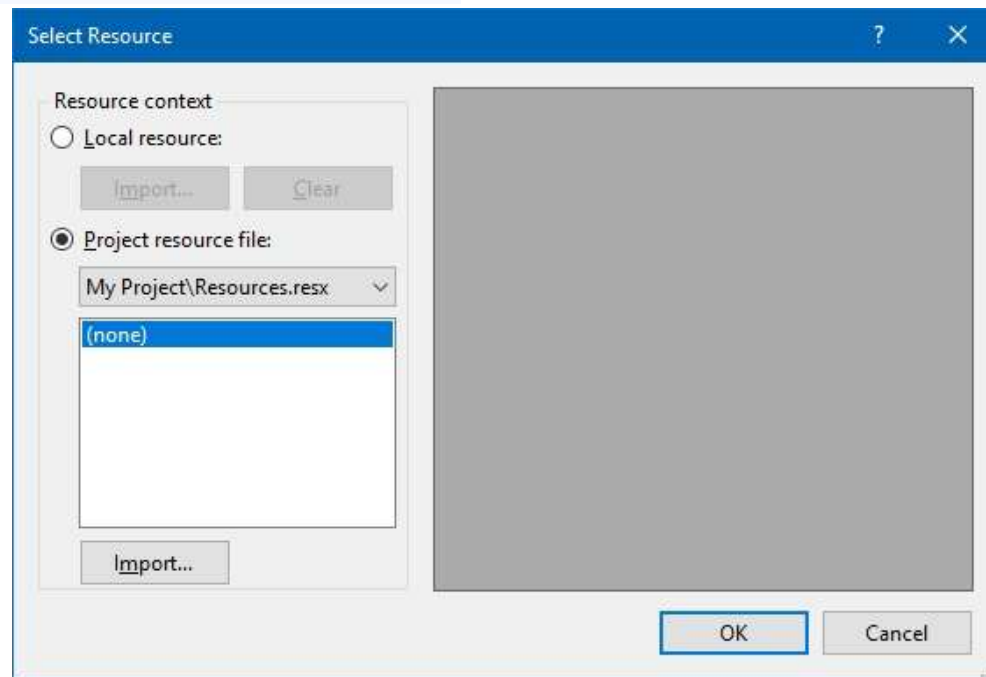 Select Resource ?
Resource context
Local resource:
Import... Clear
Project resource file:
My Project\Resources.resx
(none)
Import...
OK Cancel